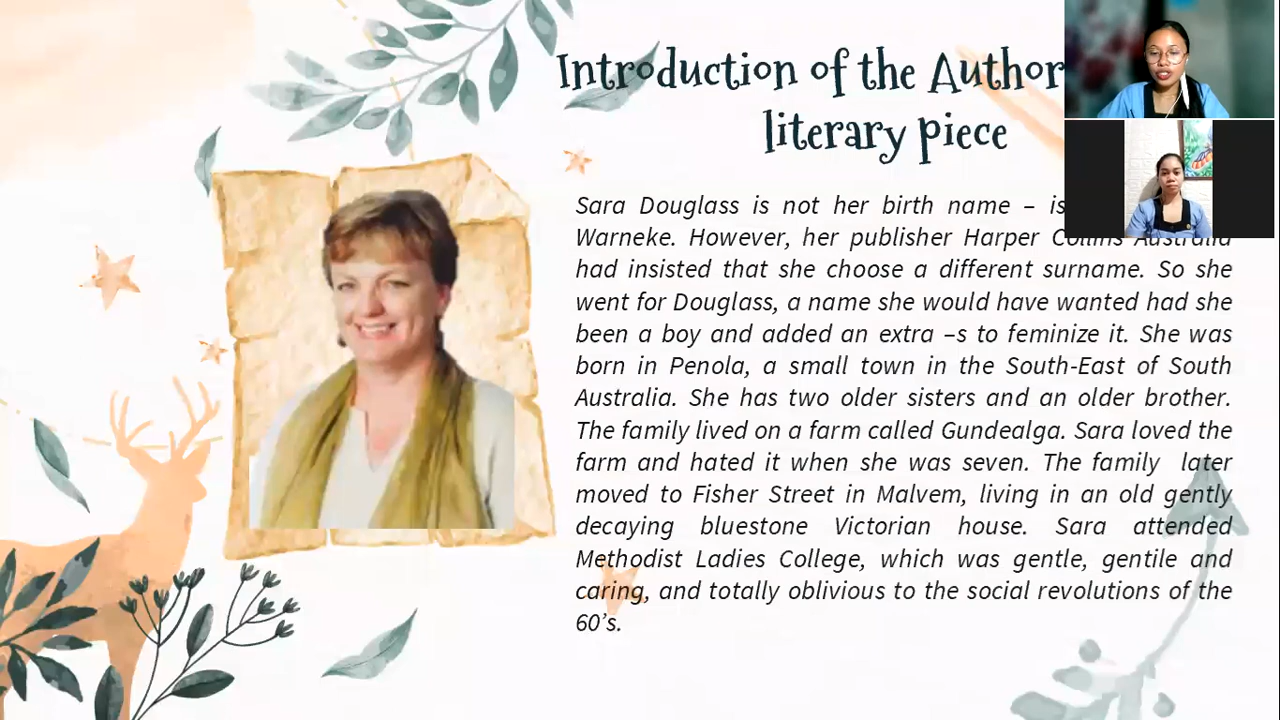 Introduction of the Author
literary piece
Sara Douglass is not her birth name – is
Warneke. However, her publisher Harper Collins Australia
had insisted that she choose a different surname. So she
went for Douglass, a name she would have wanted had she
been a boy and added an extra –s to feminize it. She was
born in Penola, a small town in the South-East of South
Australia. She has two older sisters and an older brother.
The family lived on a farm called Gundealga. Sara loved the
farm and hated it when she was seven. The family later
moved to Fisher Street in Malvem, living in an old gently
decaying bluestone Victorian house. Sara attended
Methodist Ladies College, which was gentle, gentile and
caring, and totally oblivious to the social revolutions of the
60’s.